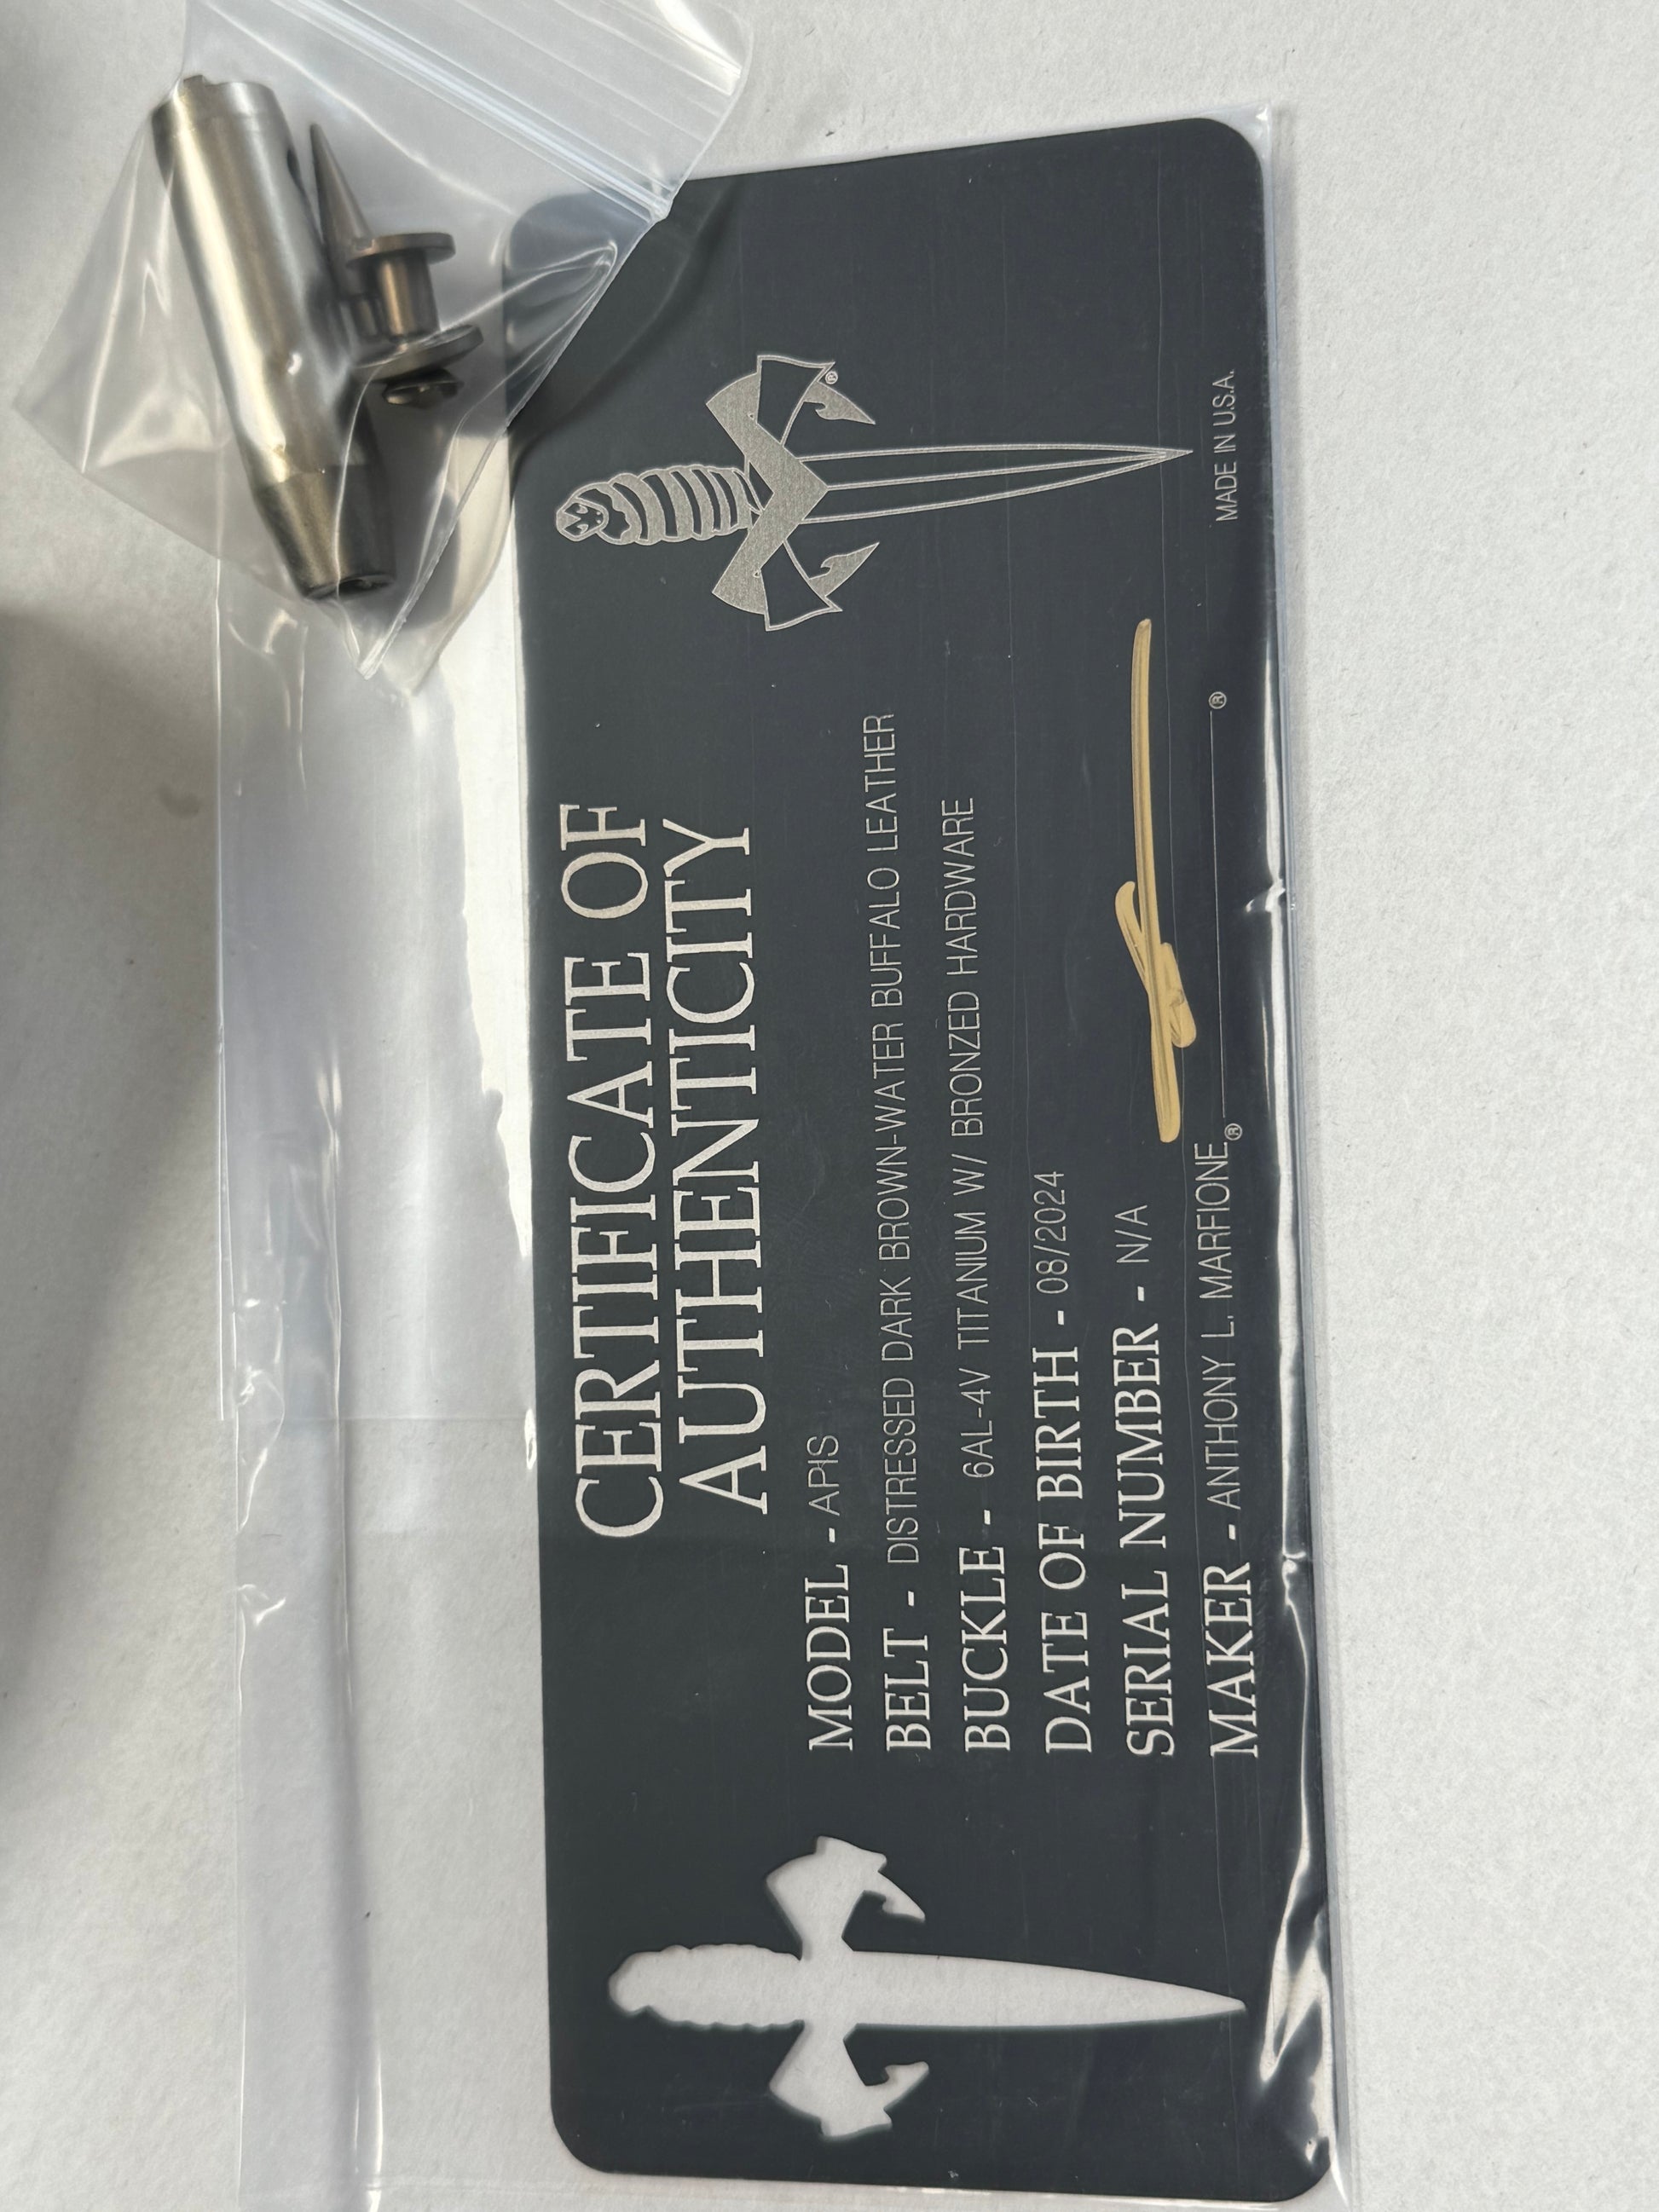 CERTIFICATE OF
AUTHENTICITY
MODEL - APIS
BELT - DISTRESSED DARK BROWN-WATER BUFFALO LEATHER
BUCKLE - 6AL-4V TITANIUM W/ BRONZED HARDWARE
DATE OF BIRTH - 08/2024
SERIAL NUMBER - N/A
MAKER - ANTHONY L. MARFIONE® ®
®
MADE IN U.S.A.